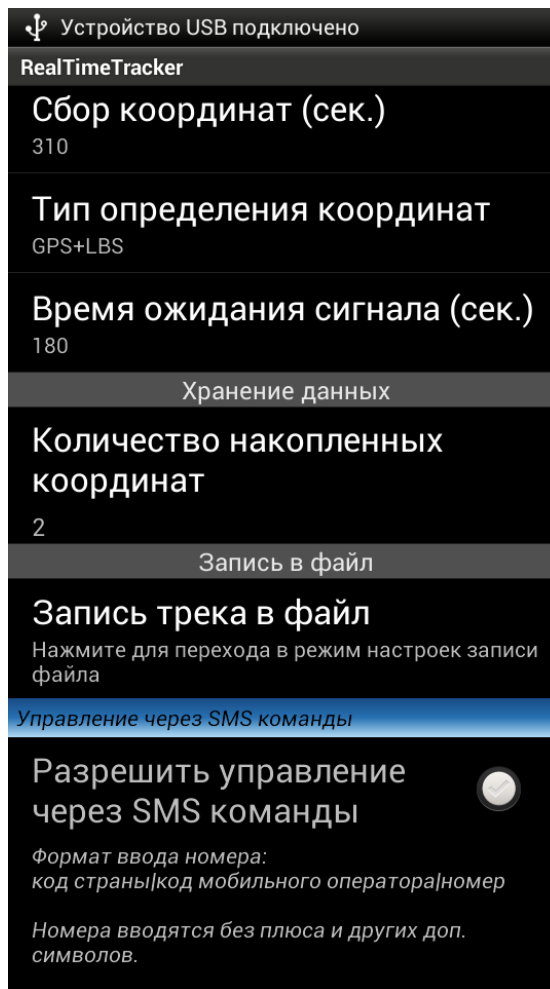 Устройство USB подключено
RealTimeTracker
Сбор координат (сек.)
310
Тип определения координат
GPS+LBS
Время ожидания сигнала (сек.)
180
Хранение данных
Количество накопленных
координат
2
Запись в файл
Запись трека в файл
Нажмите для перехода в режим настроек записи
файла
Управление через SMS команды
Разрешить управление
через SMS команды
Формат ввода номера:
код страны|код мобильного оператора|номер
Номера вводятся без плюса и других доп.
символов.